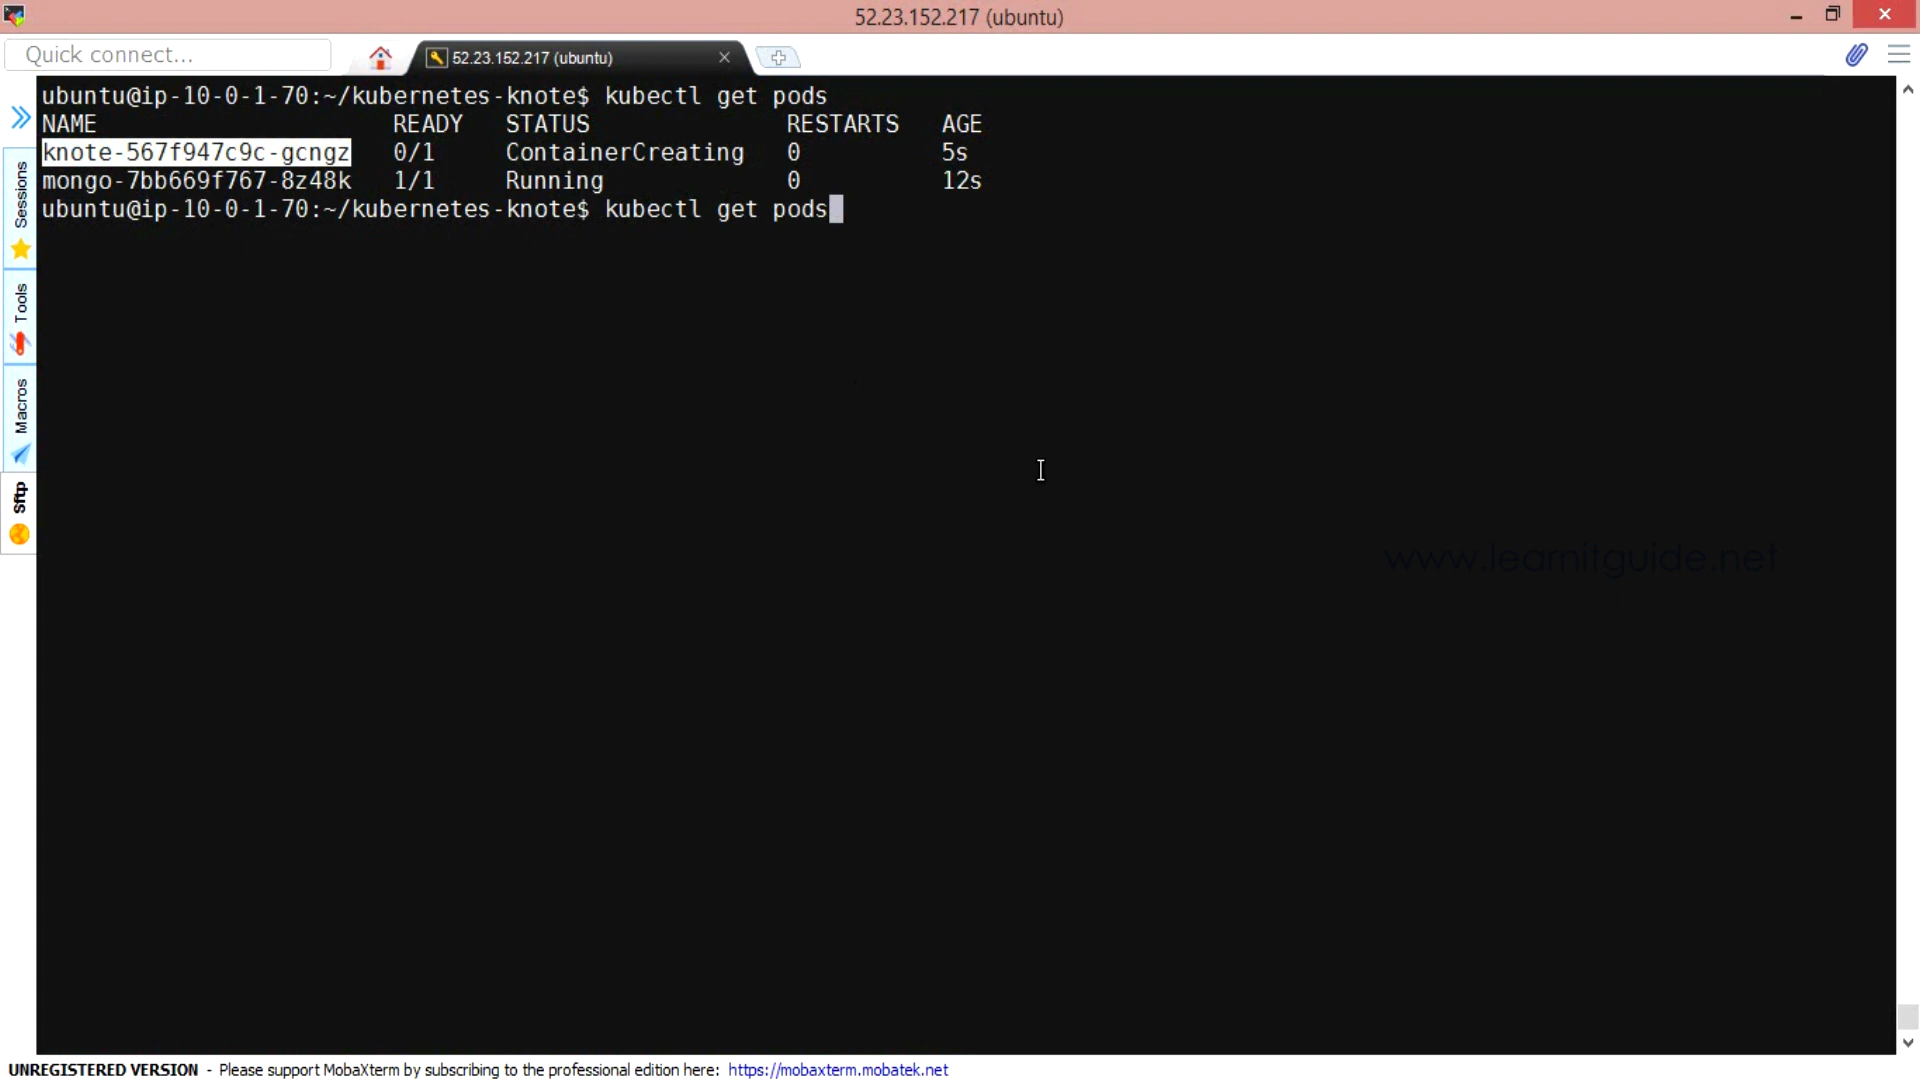 52.23.152.217 (ubuntu)
Quick connect...
52.23.152.217 (ubuntu)
ubuntu@ip-10-0-1-70:~/kubernetes-knote$ kubectl get pods
NAME READY STATUS RESTARTS AGE
knote-567f947c9c-gcngz 0/1 ContainerCreating 0 5s
mongo-7bb669f767-8z48k 1/1 Running 0 12s
ubuntu@ip-10-0-1-70:~/kubernetes-knote$ kubectl get pods
Sessions
Tools
Macros
Sftp
www.learnitguide.net
UNREGISTERED VERSION - Please support MobaXterm by subscribing to the professional edition here: https://mobaxterm.mobatek.net